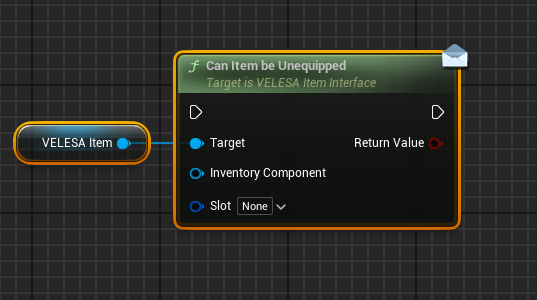 Can Item be Unequipped
Target is VELESA Item Interface
VELESA Item
Target
Return Value
Inventory Component
Slot
None